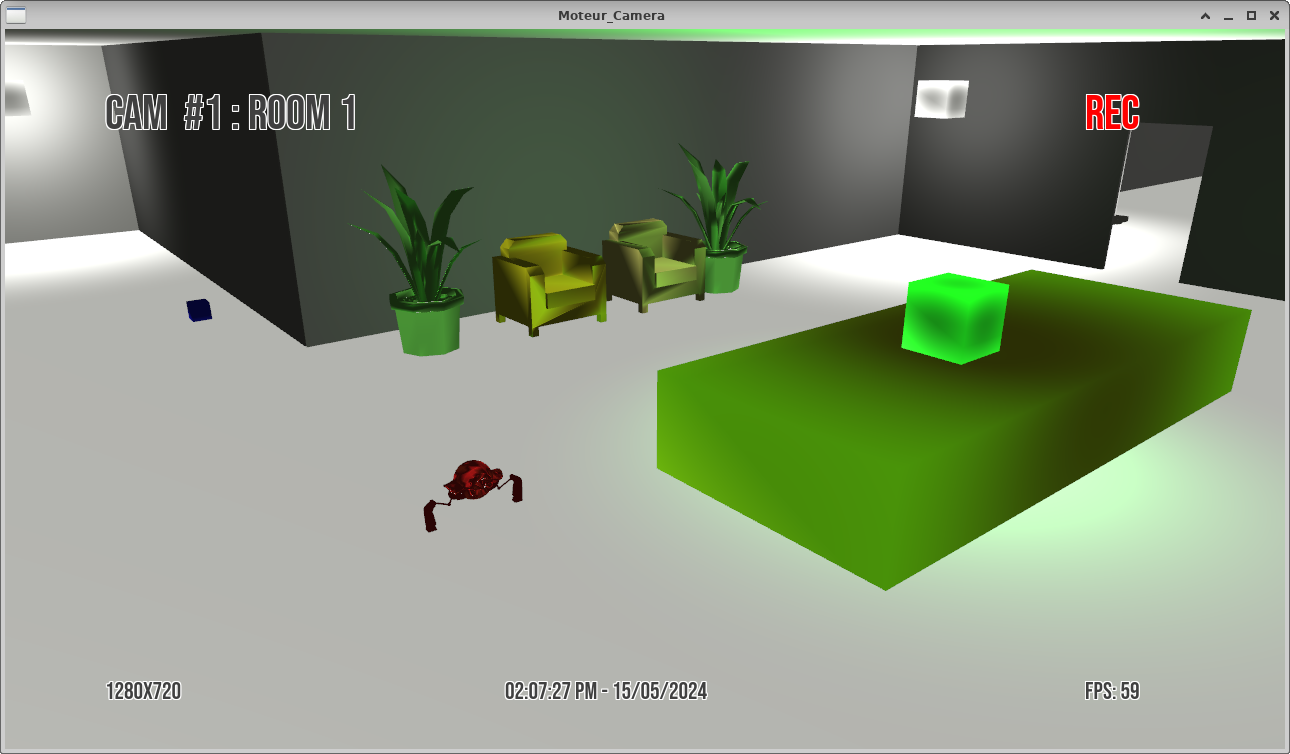 Moteur_Camera
CAM #1 : ROOM 1
REC
1280X720
02:07:27 PM - 15/05/2024
FPS: 59